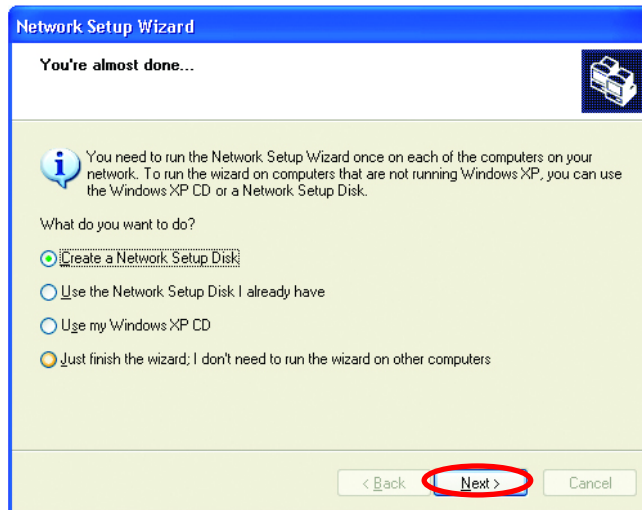 Network Setup Wizard
You're almost done...
You need to run the Network Setup Wizard once on each of the computers on your
network. To run the wizard on computers that are not running Windows XP, you can use
the Windows XP CD or a Network Setup Disk.
What do you want to do?
Create a Network Setup Disk
Use the Network Setup Disk I already have
Use my Windows XP CD
Just finish the wizard; I don't need to run the wizard on other computers
< Back Next > Cancel